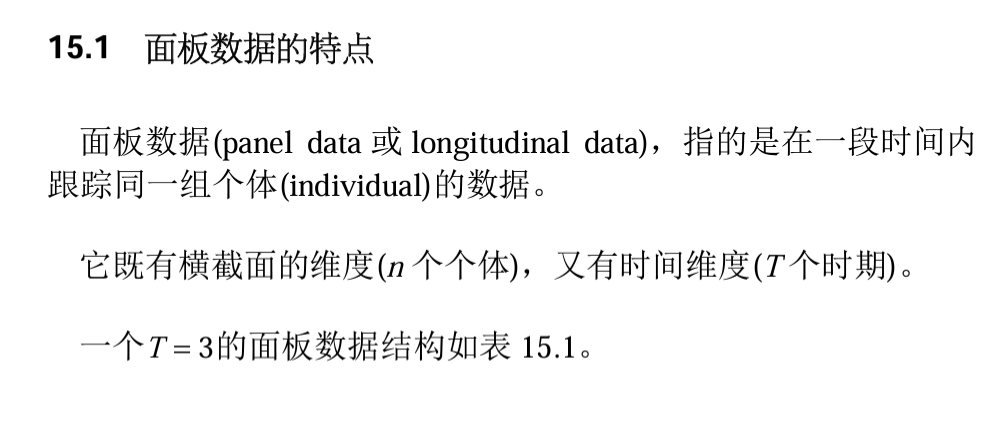 15.1 面板数据的特点
面板数据(panel data 或 longitudinal data)，指的是在一段时间内
跟踪同一组个体(individual)的数据。
它既有横截面的维度(n 个个体)，又有时间维度(T 个时期)。
一个T = 3的面板数据结构如表 15.1。